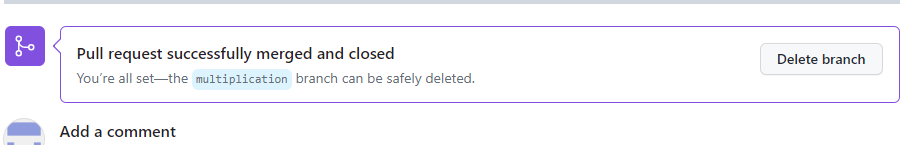 Pull request successfully merged and closed
You're all set—the multiplication branch can be safely deleted.
Delete branch
Add a comment